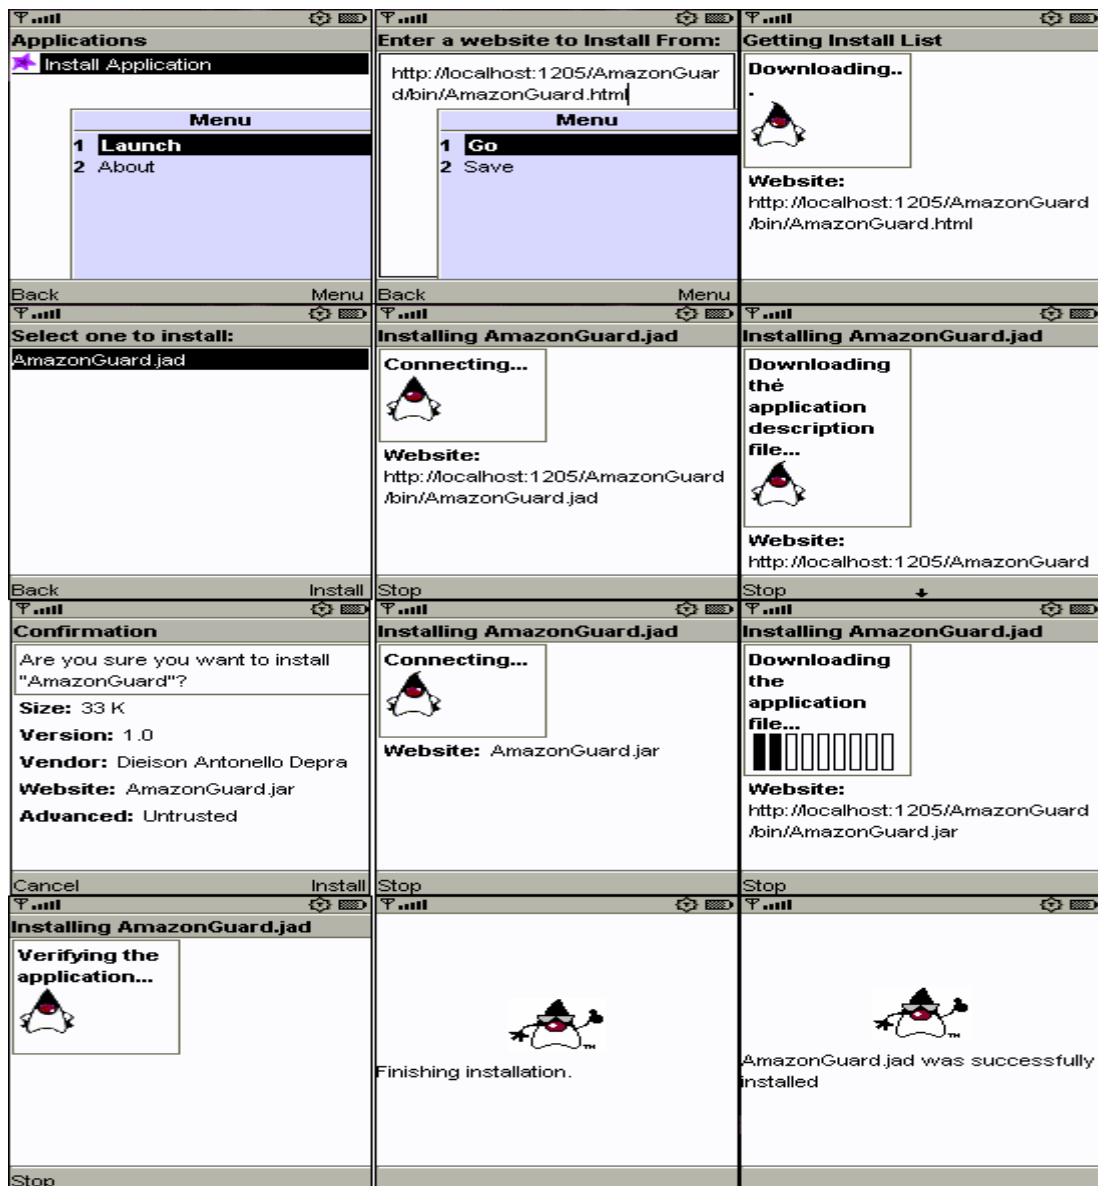 Applications
Install Application
Menu
1 Launch
2 About
Back Menu
Enter a website to Install From:
http://localhost:1205/AmazonGuar
d/bin/AmazonGuard.html
Menu
1 Go
2 Save
Back Menu
Getting Install List
Downloading..
.
Website:
http://localhost:1205/AmazonGuard
/bin/AmazonGuard.html
Select one to install:
AmazonGuard.jad
Back Install
Installing AmazonGuard.jad
Connecting...
Website:
http://localhost:1205/AmazonGuard
/bin/AmazonGuard.jad
Stop
Installing AmazonGuard.jad
Downloading
the
application
description
file...
Website:
http://localhost:1205/AmazonGuard
Stop
Confirmation
Are you sure you want to install
"AmazonGuard"?
Size: 33 K
Version: 1.0
Vendor: Dieison Antonello Depra
Website: AmazonGuard.jar
Advanced: Untrusted
Cancel Install
Installing AmazonGuard.jad
Connecting...
Website: AmazonGuard.jar
Stop
Installing AmazonGuard.jad
Downloading
the
application
file...
Website:
http://localhost:1205/AmazonGuard
/bin/AmazonGuard.jar
Stop
Installing AmazonGuard.jad
Verifying the
application...
Stop
TM
Finishing installation.
TM
AmazonGuard.jad was successfully
installed